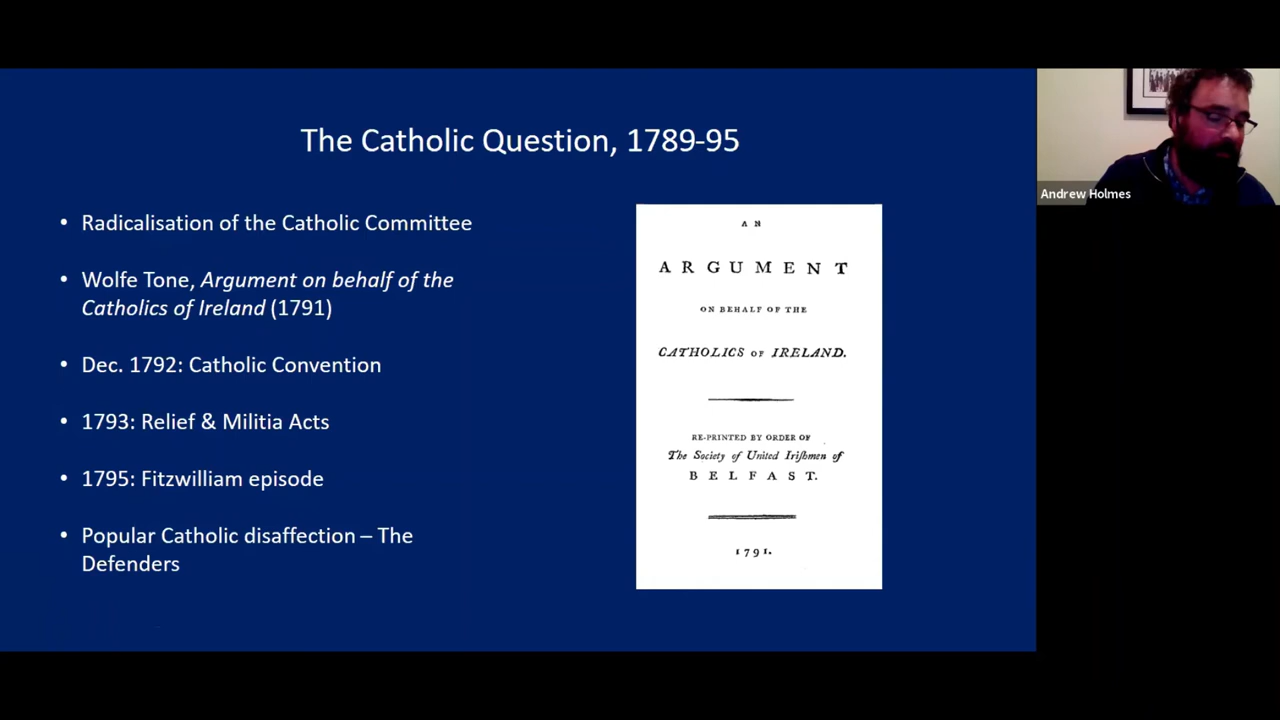 The Catholic Question, 1789-95
• Radicalisation of the Catholic Committee
• Wolfe Tone, Argument on behalf of the
Catholics of Ireland (1791)
• Dec. 1792: Catholic Convention
• 1793: Relief & Militia Acts
• 1795: Fitzwilliam episode
• Popular Catholic disaffection – The
Defenders
AN
ARGUMENT
ON BEHALF OF THE
CATHOLICS OF IRELAND.
RE-PRINTED BY ORDER OF
The Society of United Iriſhmen of
BELFAST.
1791.
Andrew Holmes